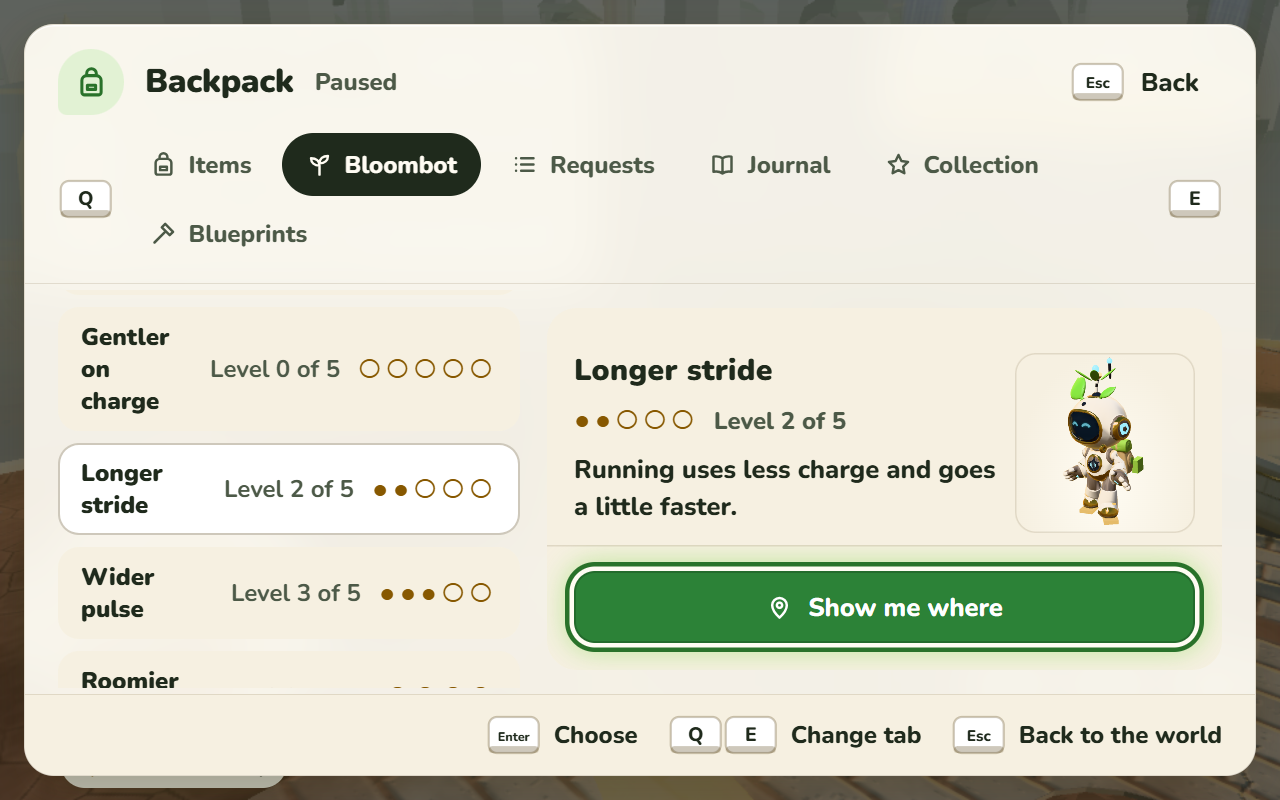 Backpack Paused
Esc Back
Q
Items Bloombot Requests Journal Collection
Blueprints
E
Gentler
on
charge
Level 0 of 5
Longer
stride
Level 2 of 5
Wider
pulse
Level 3 of 5
Roomier
Longer stride
Level 2 of 5
Running uses less charge and goes
a little faster.
Show me where
Enter Choose Q E Change tab Esc Back to the world